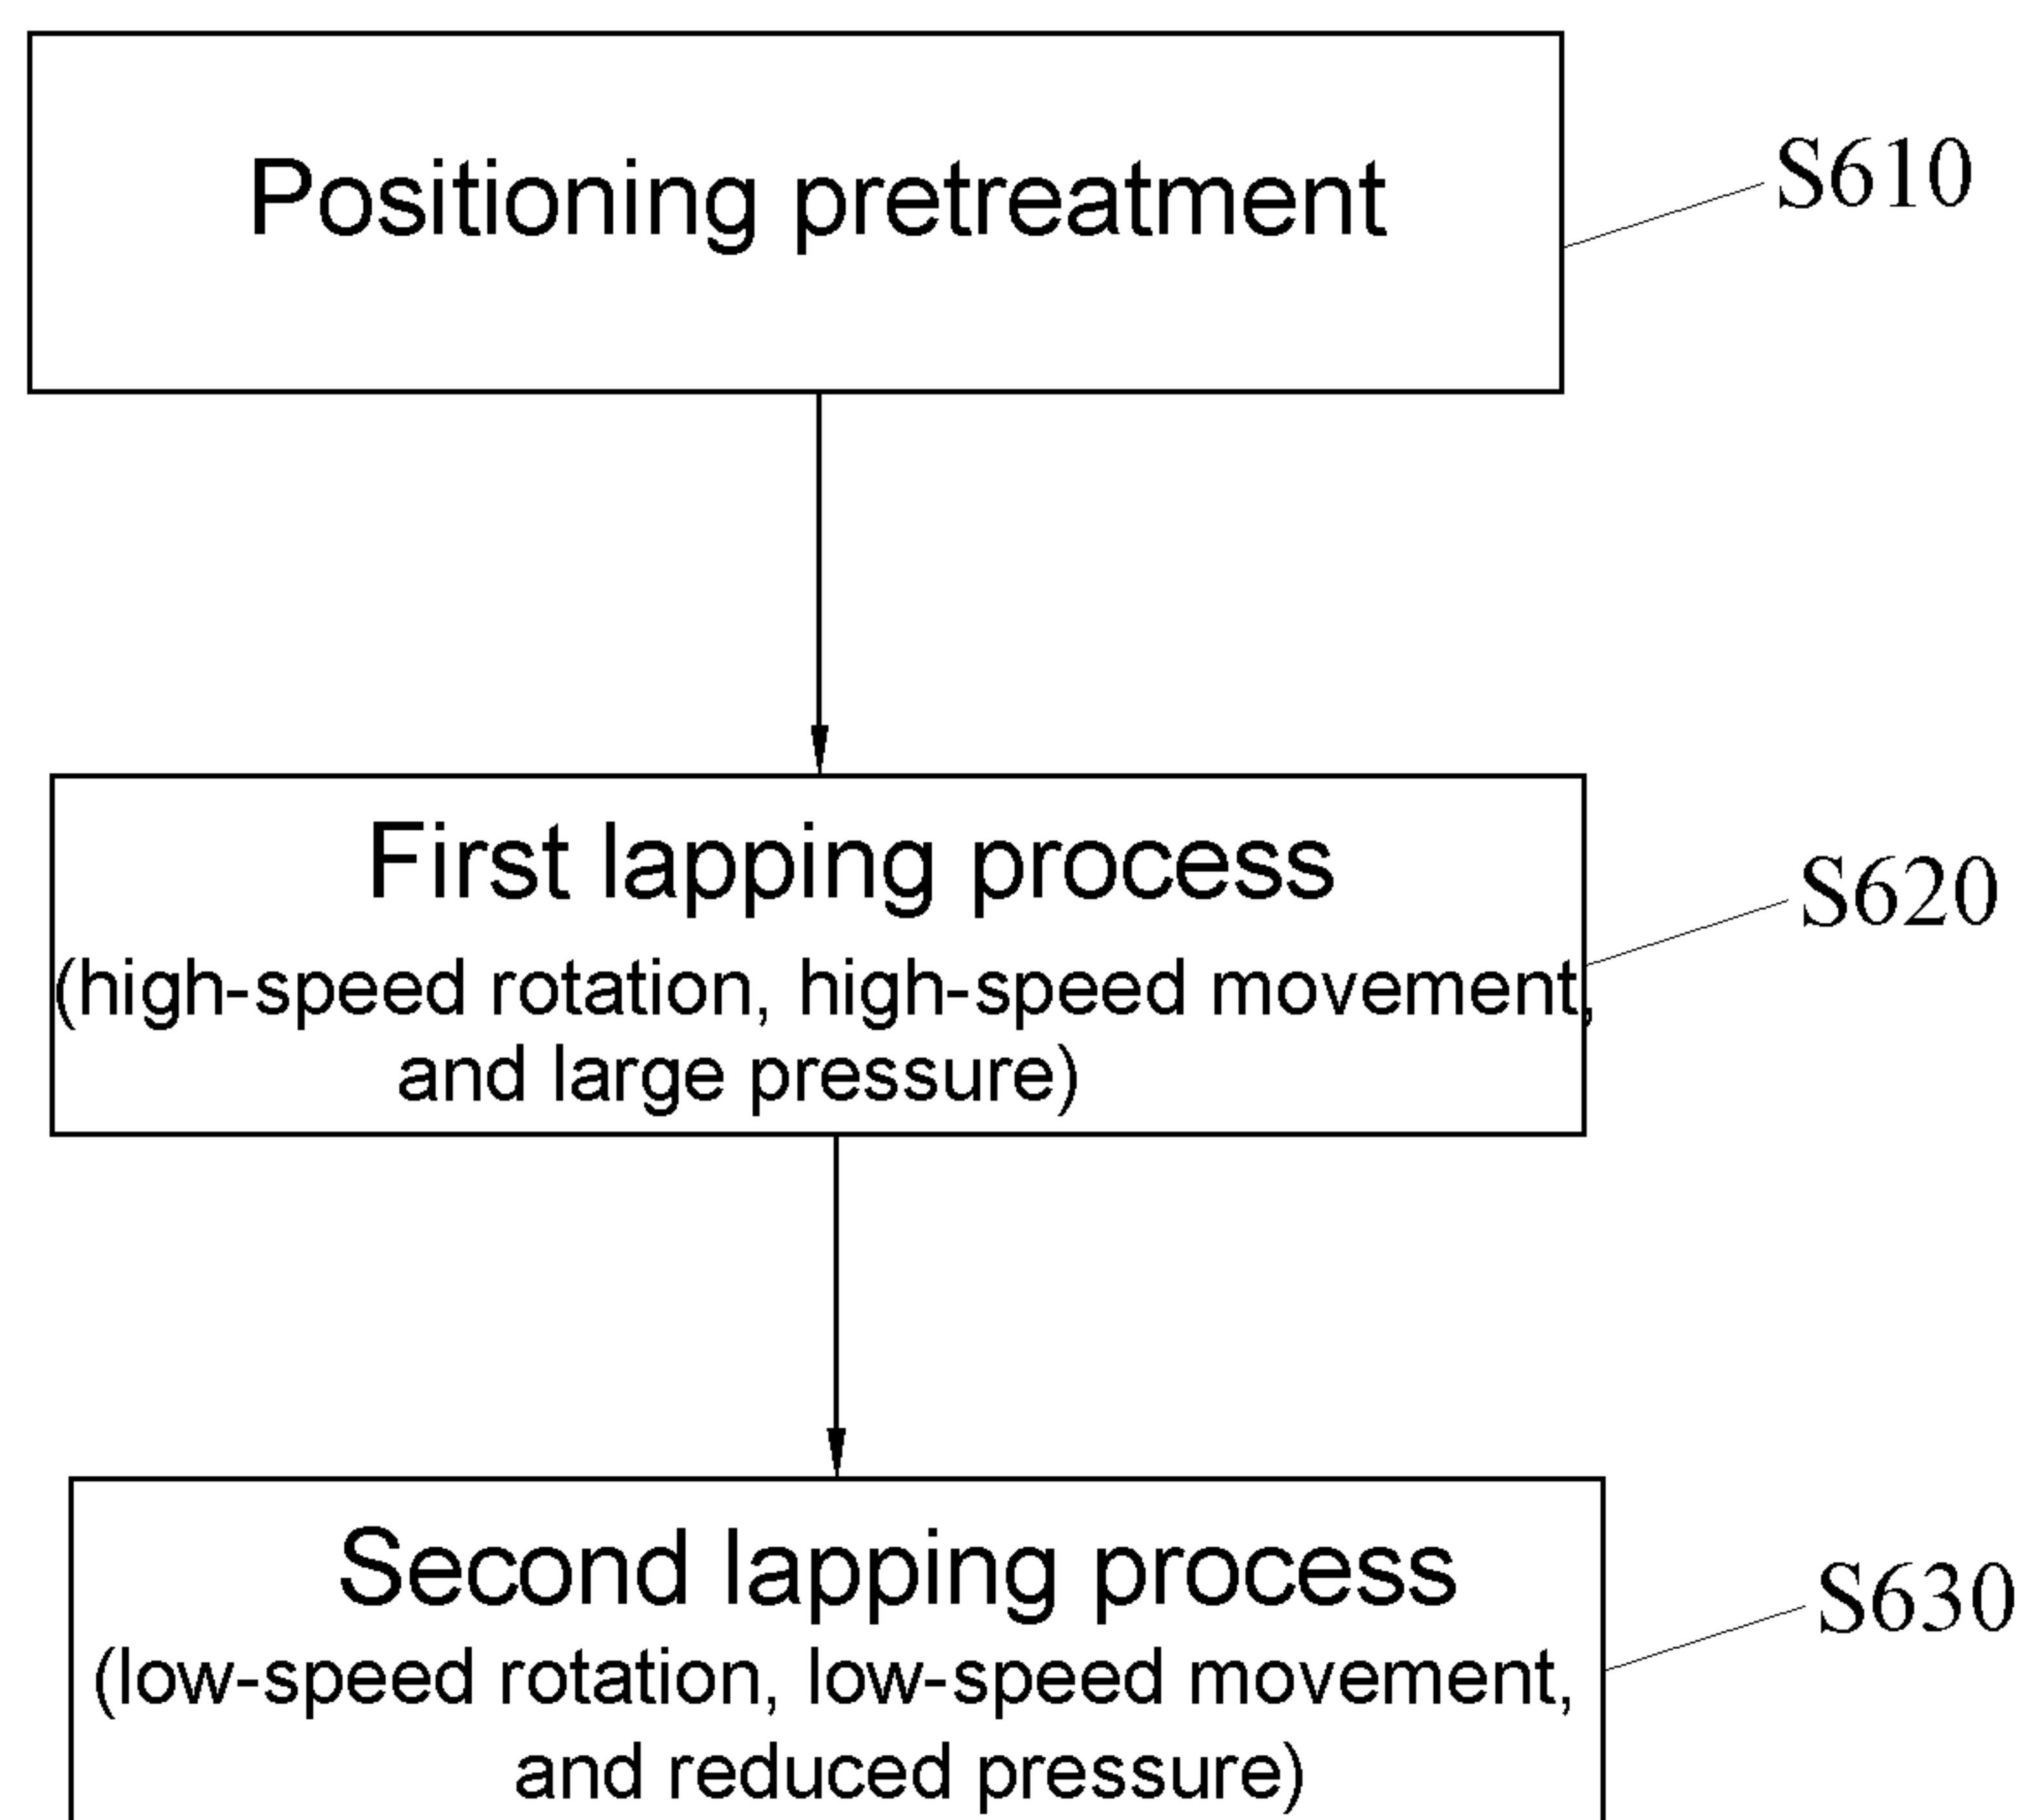 Positioning pretreatment
S610
First lapping process
S620
(high-speed rotation, high-speed movement,
and large pressure)
Second lapping process
S630
(low-speed rotation, low-speed movement,
and reduced pressure)